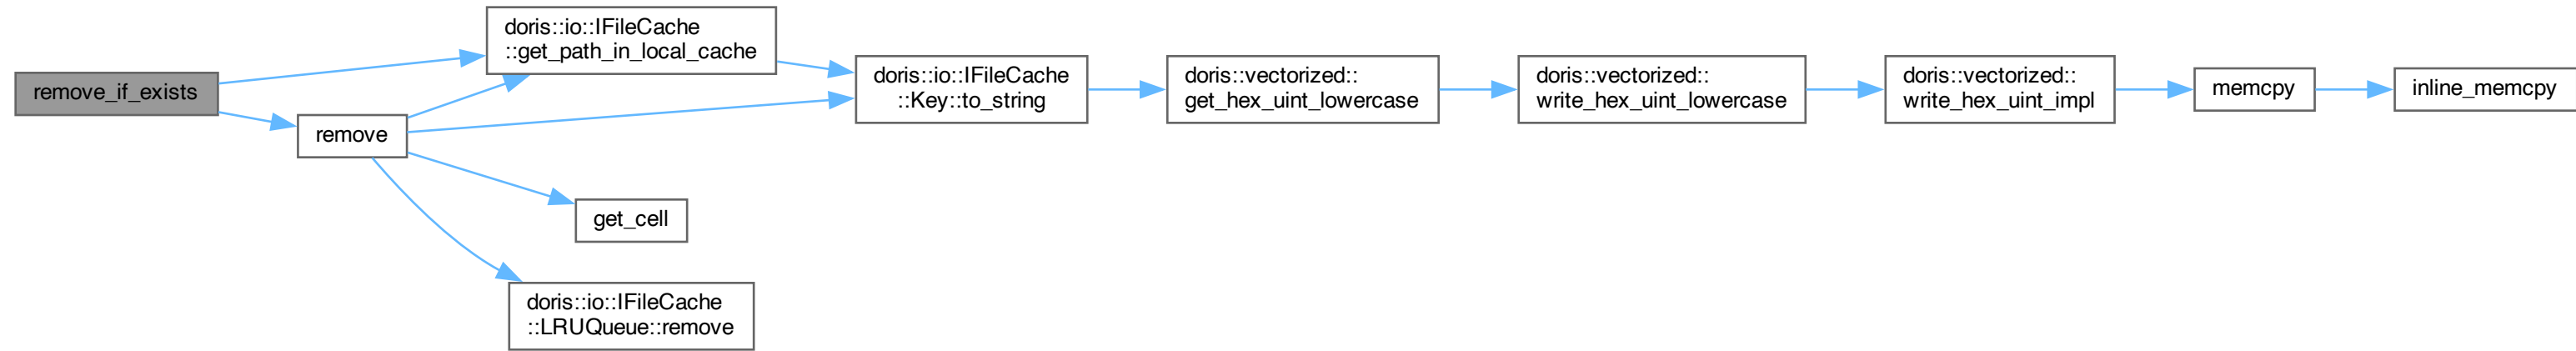 remove_if_exists
doris::io::IFileCache
::get_path_in_local_cache
remove
doris::io::IFileCache
::Key::to_string
get_cell
doris::io::IFileCache
::LRUQueue::remove
doris::vectorized::
get_hex_uint_lowercase
doris::vectorized::
write_hex_uint_lowercase
doris::vectorized::
write_hex_uint_impl
memcpy
inline_memcpy